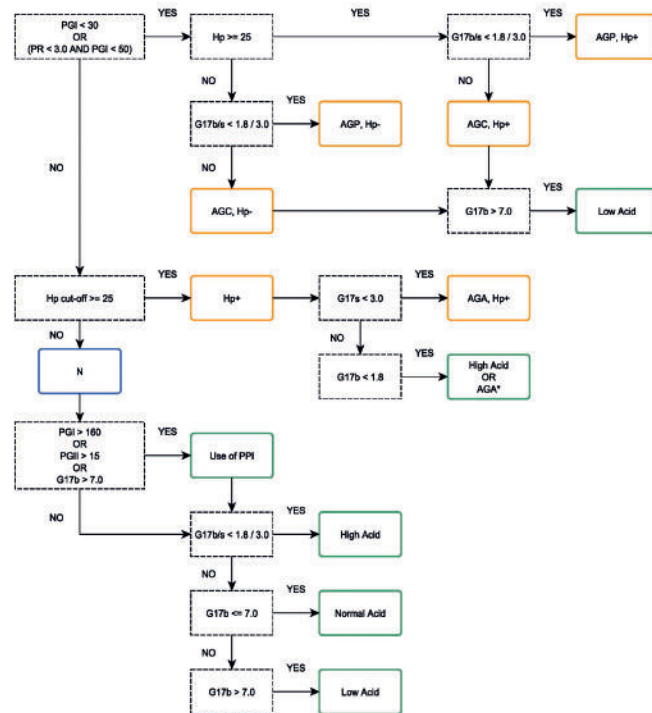 PGI < 30
OR
(PR < 3.0 AND PGI < 50)
YES
Hp >= 25
YES
G17b/s < 1.8 / 3.0
YES
AGP, Hp+
NO
NO
G17b/s < 1.8 / 3.0
YES
AGP, Hp-
AGC, Hp+
NO
NO
AGC, Hp-
G17b > 7.0
YES
Low Acid
Hp cut-off >= 25
YES
Hp+
G17s < 3.0
YES
AGA, Hp+
NO
NO
N
G17b < 1.8
YES
High Acid
OR
AGA*
PGI > 160
OR
PGII > 15
OR
G17b > 7.0
YES
Use of PPI
NO
G17b/s < 1.8 / 3.0
YES
High Acid
NO
G17b <= 7.0
YES
Normal Acid
NO
G17b > 7.0
YES
Low Acid